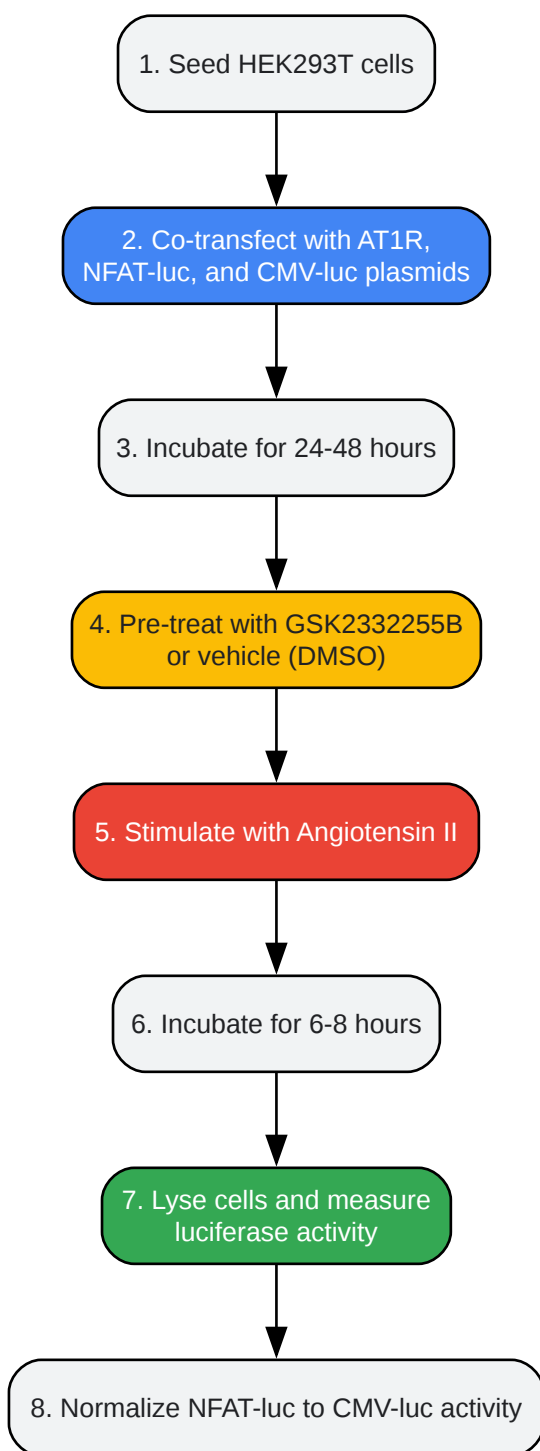 1. Seed HEK293T cells
2. Co-transfect with AT1R,
NFAT-luc, and CMV-luc plasmids
3. Incubate for 24-48 hours
4. Pre-treat with GSK2332255B
or vehicle (DMSO)
5. Stimulate with Angiotensin II
6. Incubate for 6-8 hours
7. Lyse cells and measure
luciferase activity
8. Normalize NFAT-luc to CMV-luc activity